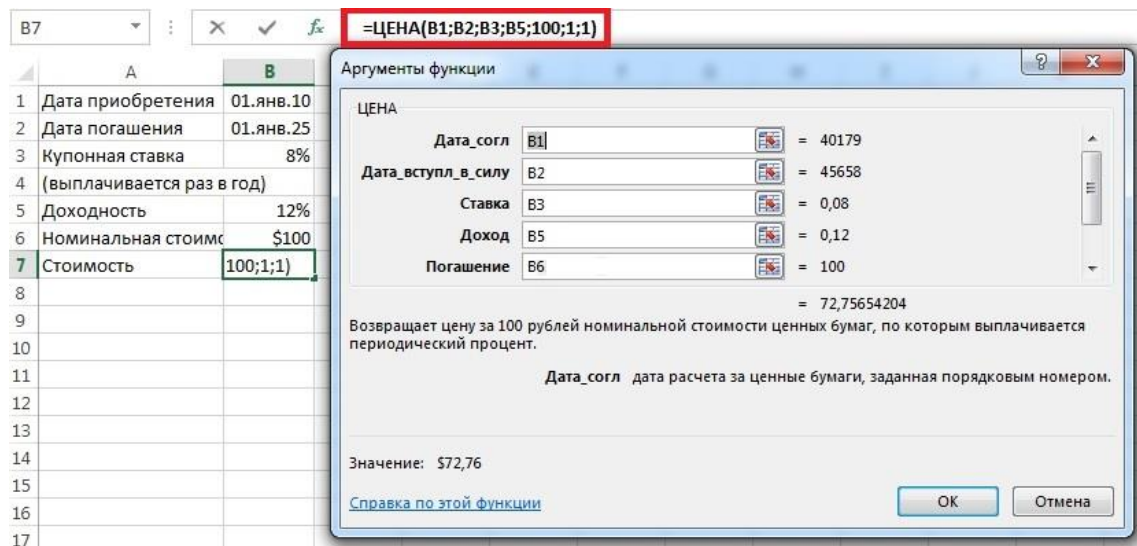 B7 fx =ЦЕНА(B1;B2;B3;B5;100;1;1)
A B
1 Дата приобретения 01.янв.10
2 Дата погашения 01.янв.25
3 Купонная ставка 8%
4 (выплачивается раз в год)
5 Доходность 12%
6 Номинальная стоимо $100
7 Стоимость 100;1;1)
8
9
10
11
12
13
14
15
16
17
Аргументы функции
ЦЕНА
Дата_согл B1 = 40179
Дата_вступл_в_силу B2 = 45658
Ставка B3 = 0,08
Доход B5 = 0,12
Погашение B6 = 100
= 72,75654204
Возвращает цену за 100 рублей номинальной стоимости ценных бумаг, по которым выплачивается
периодический процент.
Дата_согл дата расчета за ценные бумаги, заданная порядковым номером.
Значение: $72,76
Справка по этой функции
OK Отмена